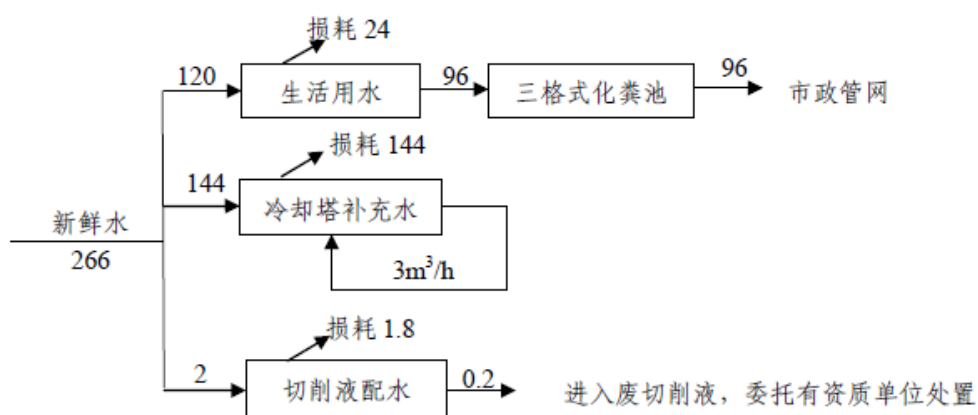 损耗 24
120
生活用水
96
三格式化粪池
96
市政管网
损耗 144
144
冷却塔补充水
3m³/h
新鲜水
266
损耗 1.8
2
切削液配水
0.2
进入废切削液，委托有资质单位处置